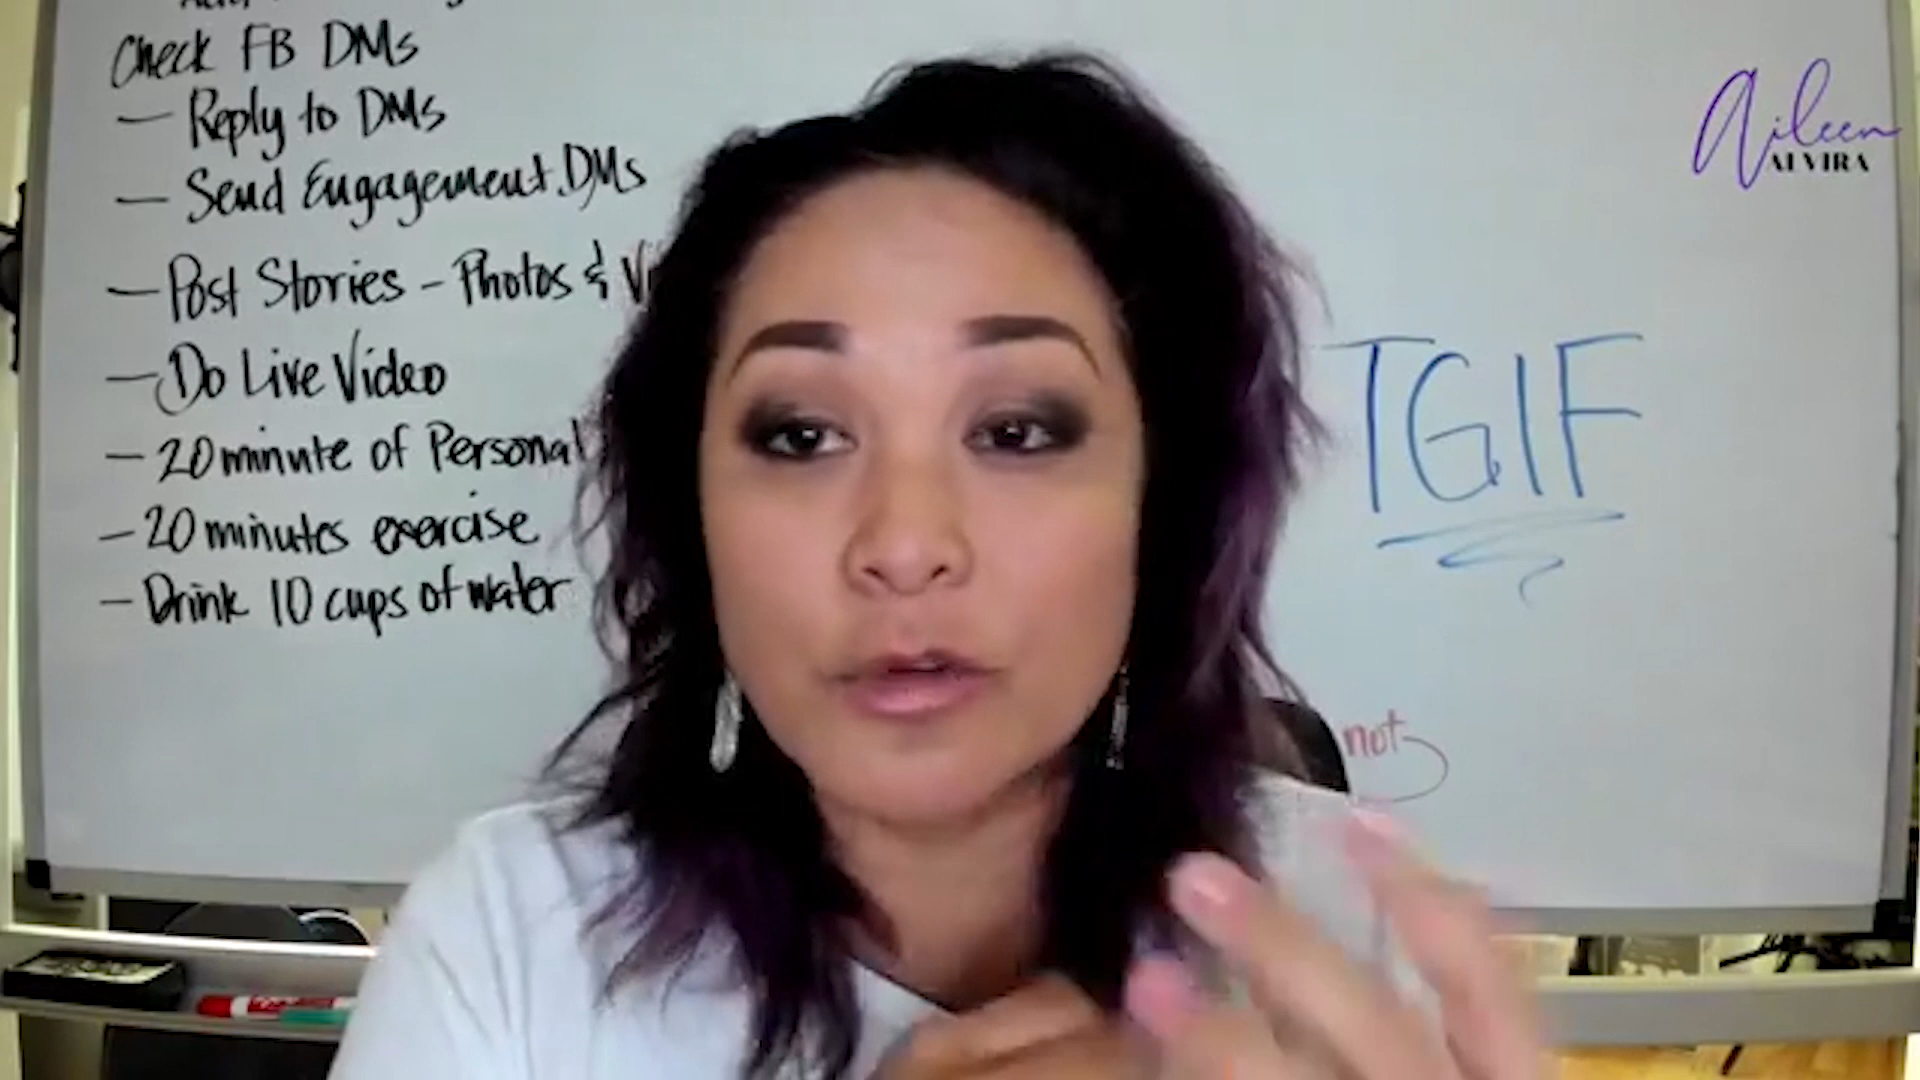 Check FB DMs
— Reply to DMs
— Send Engagement DMs
— Post Stories - Photos &
— Do Live Video
— 20 minute of Personal
— 20 minutes exercise
— Drink 10 cups of water
Aileen
ALVIRA
TGIF
not